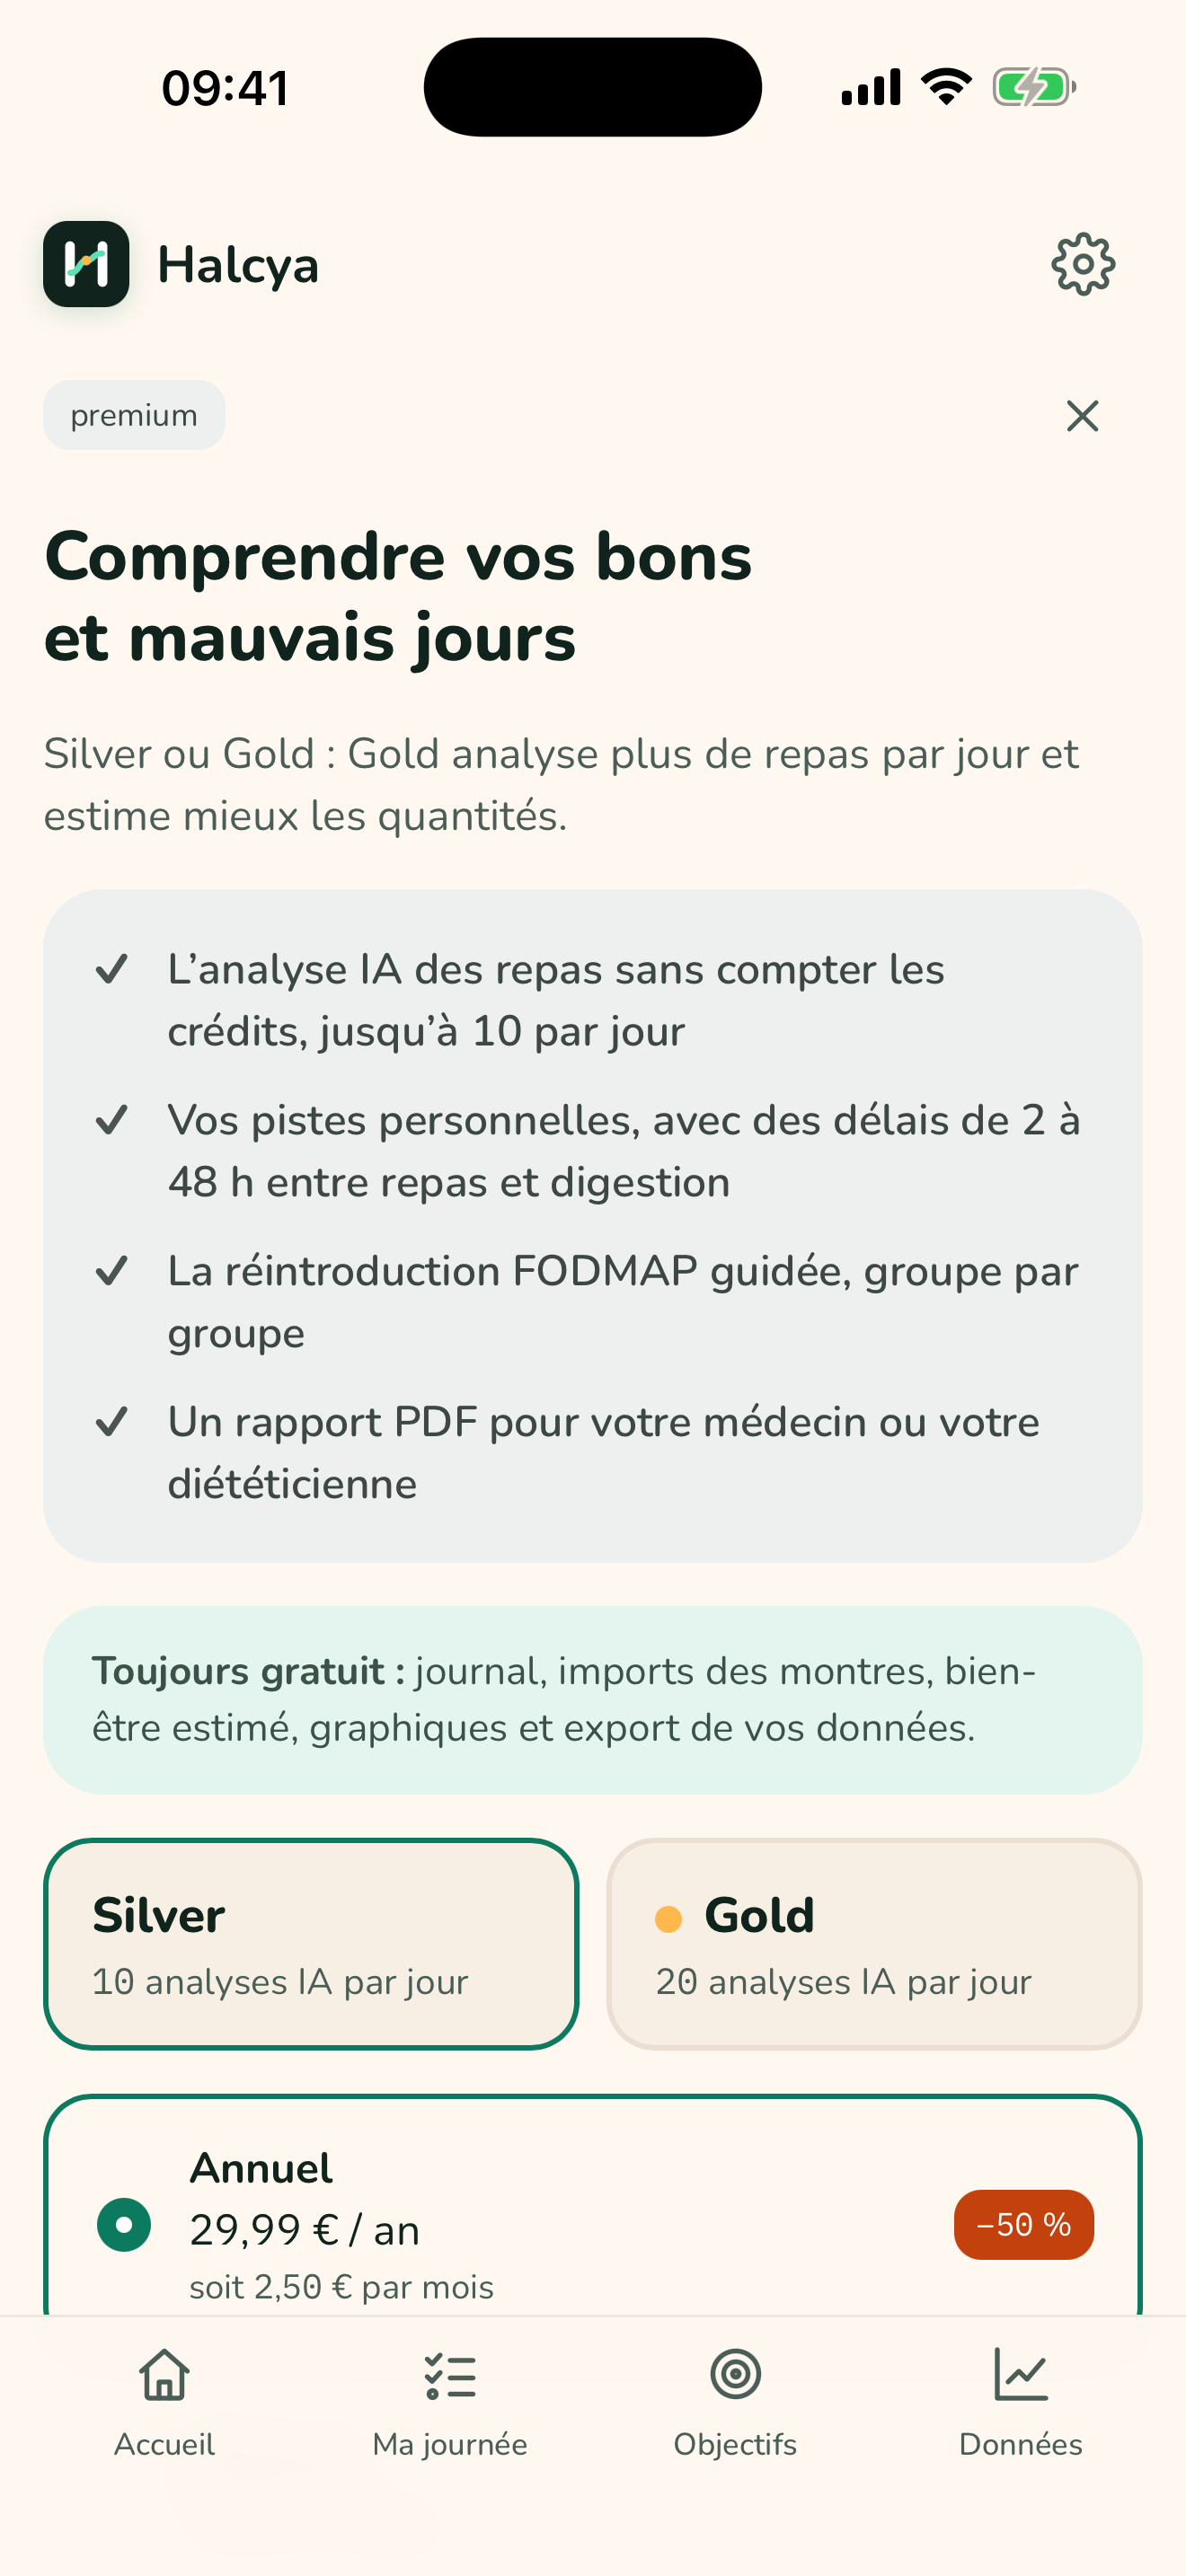 09:41
Halcya
premium
Comprendre vos bons
et mauvais jours
Silver ou Gold : Gold analyse plus de repas par jour et
estime mieux les quantités.
L’analyse IA des repas sans compter les
crédits, jusqu’à 10 par jour
Vos pistes personnelles, avec des délais de 2 à
48 h entre repas et digestion
La réintroduction FODMAP guidée, groupe par
groupe
Un rapport PDF pour votre médecin ou votre
diététicienne
Toujours gratuit : journal, imports des montres, bien-
être estimé, graphiques et export de vos données.
Silver
10 analyses IA par jour
Gold
20 analyses IA par jour
Annuel
29,99 € / an
−50 %
soit 2,50 € par mois
Accueil
Ma journée
Objectifs
Données